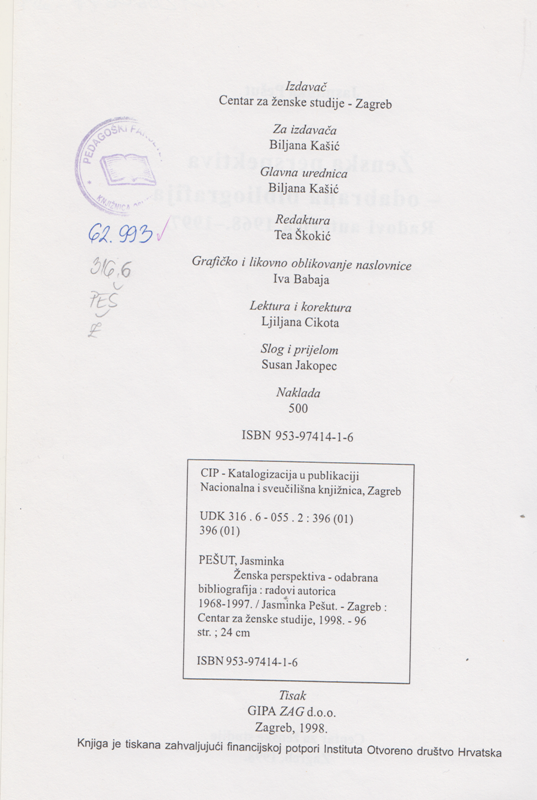 Izdavač
Centar za ženske studije - Zagreb
Za izdavača
Biljana Kašić
Glavna urednica
Biljana Kašić
Redaktura
Tea Škokić
Grafičko i likovno oblikovanje naslovnice
Iva Babaja
Lektura i korektura
Ljiljana Cikota
Slog i prijelom
Susan Jakopec
Naklada
500
ISBN 953-97414-1-6
PEDAGOŠKI
KNJIŽNICA
62.993
316.6
PEŠ
Ž
CIP - Katalogizacija u publikaciji
Nacionalna i sveučilišna knjižnica, Zagreb
UDK 316 . 6 - 055 . 2 : 396 (01)
396 (01)
PEŠUT, Jasminka
Ženska perspektiva - odabrana
bibliografija : radovi autorica
1968-1997. / Jasminka Pešut. - Zagreb :
Centar za ženske studije, 1998. - 96
str. ; 24 cm
ISBN 953-97414-1-6
Tisak
GIPA ZAG d.o.o.
Zagreb, 1998.
Knjiga je tiskana zahvaljujući financijskoj potpori Instituta Otvoreno društvo Hrvatska